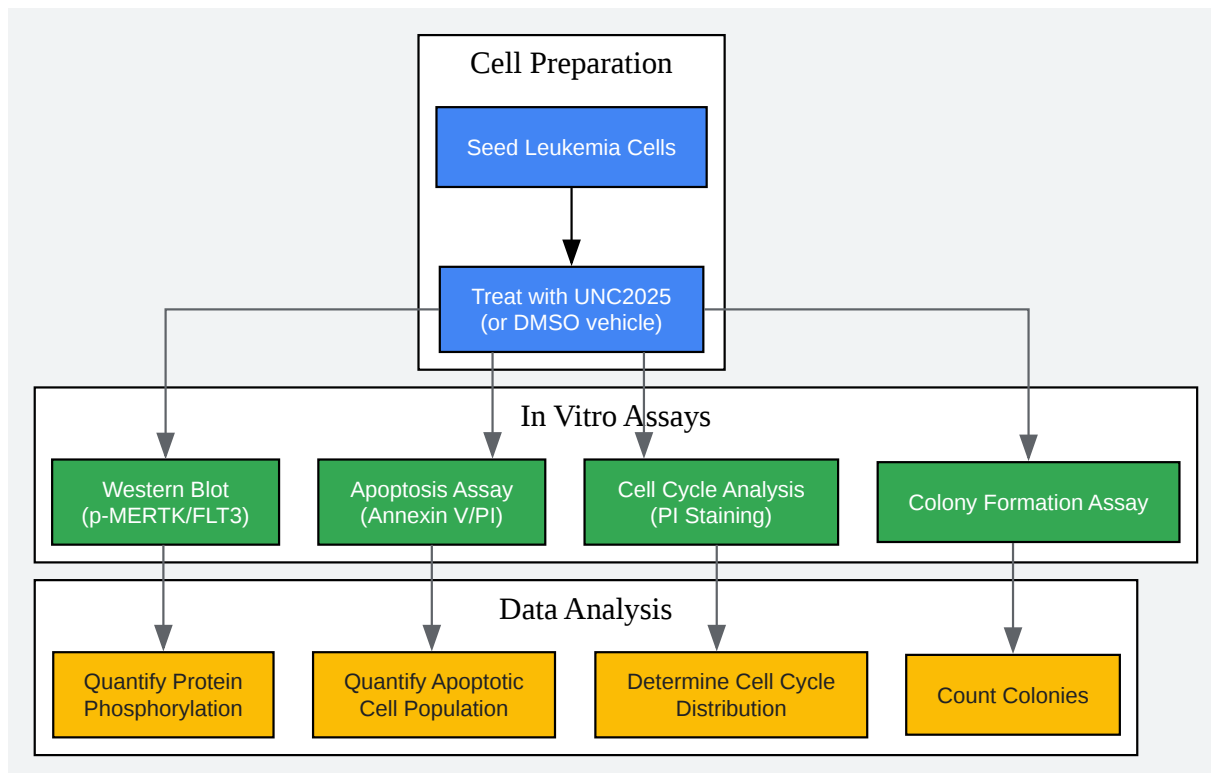 Cell Preparation
Seed Leukemia Cells
Treat with UNC2025
(or DMSO vehicle)
In Vitro Assays
Western Blot
(p-MERTK/FLT3)
Apoptosis Assay
(Annexin V/PI)
Cell Cycle Analysis
(PI Staining)
Colony Formation Assay
Data Analysis
Quantify Protein
Phosphorylation
Quantify Apoptotic
Cell Population
Determine Cell Cycle
Distribution
Count Colonies